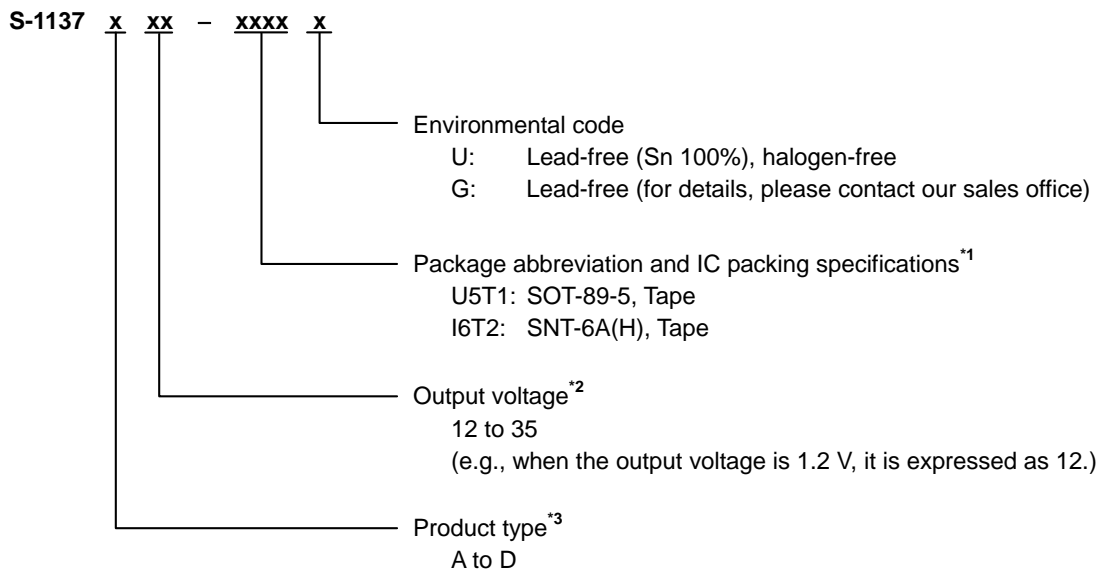 S-1137 x xx – xxxx x
Environmental code
U: Lead-free (Sn 100%), halogen-free
G: Lead-free (for details, please contact our sales office)
Package abbreviation and IC packing specifications*1
U5T1: SOT-89-5, Tape
I6T2: SNT-6A(H), Tape
Output voltage*2
12 to 35
(e.g., when the output voltage is 1.2 V, it is expressed as 12.)
Product type*3
A to D